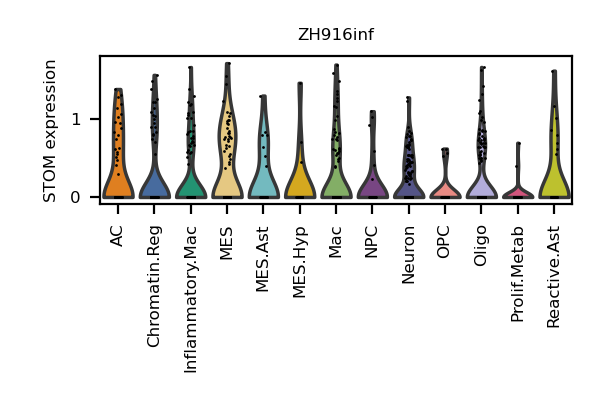 ZH916inf
STOM expression
1
0
AC
Chromatin.Reg
Inflammatory.Mac
MES
MES.Ast
MES.Hyp
Mac
NPC
Neuron
OPC
Oligo
Prolif.Metab
Reactive.Ast